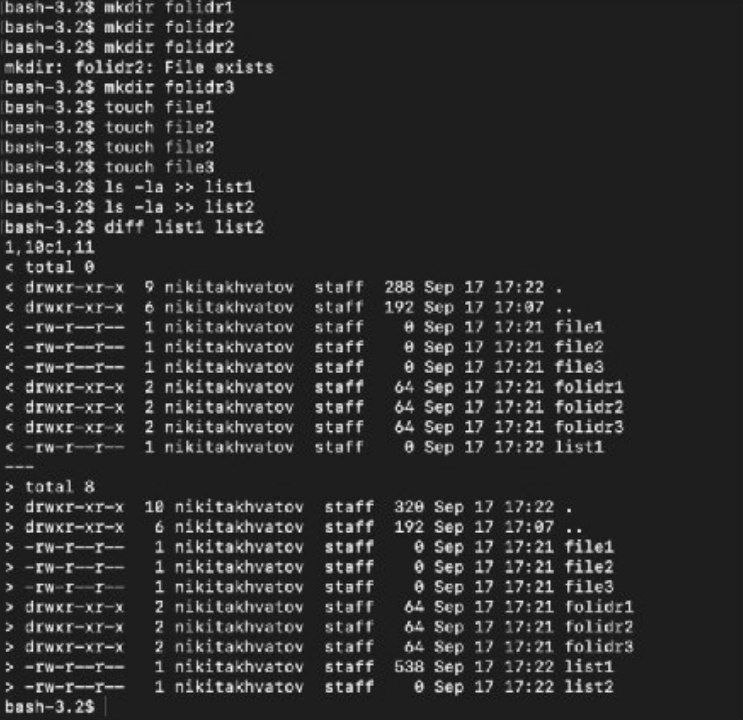 bash-3.2$ mkdir folidr1
bash-3.2$ mkdir folidr2
bash-3.2$ mkdir folidr2
mkdir: folidr2: File exists
bash-3.2$ mkdir folidr3
bash-3.2$ touch file1
bash-3.2$ touch file2
bash-3.2$ touch file2
bash-3.2$ touch file3
bash-3.2$ ls -la >> list1
bash-3.2$ ls -la >> list2
bash-3.2$ diff list1 list2
1,10c1,11
< total 0
< drwxr-xr-x  9 nikitakhvatov  staff  288 Sep 17 17:22 .
< drwxr-xr-x  6 nikitakhvatov  staff  192 Sep 17 17:07 ..
< -rw-r--r--  1 nikitakhvatov  staff    0 Sep 17 17:21 file1
< -rw-r--r--  1 nikitakhvatov  staff    0 Sep 17 17:21 file2
< -rw-r--r--  1 nikitakhvatov  staff    0 Sep 17 17:21 file3
< drwxr-xr-x  2 nikitakhvatov  staff   64 Sep 17 17:21 folidr1
< drwxr-xr-x  2 nikitakhvatov  staff   64 Sep 17 17:21 folidr2
< drwxr-xr-x  2 nikitakhvatov  staff   64 Sep 17 17:21 folidr3
< -rw-r--r--  1 nikitakhvatov  staff    0 Sep 17 17:22 list1
---
> total 8
> drwxr-xr-x  10 nikitakhvatov  staff  320 Sep 17 17:22 .
> drwxr-xr-x   6 nikitakhvatov  staff  192 Sep 17 17:07 ..
> -rw-r--r--   1 nikitakhvatov  staff    0 Sep 17 17:21 file1
> -rw-r--r--   1 nikitakhvatov  staff    0 Sep 17 17:21 file2
> -rw-r--r--   1 nikitakhvatov  staff    0 Sep 17 17:21 file3
> drwxr-xr-x   2 nikitakhvatov  staff   64 Sep 17 17:21 folidr1
> drwxr-xr-x   2 nikitakhvatov  staff   64 Sep 17 17:21 folidr2
> drwxr-xr-x   2 nikitakhvatov  staff   64 Sep 17 17:21 folidr3
> -rw-r--r--   1 nikitakhvatov  staff  538 Sep 17 17:22 list1
> -rw-r--r--   1 nikitakhvatov  staff    0 Sep 17 17:22 list2
bash-3.2$